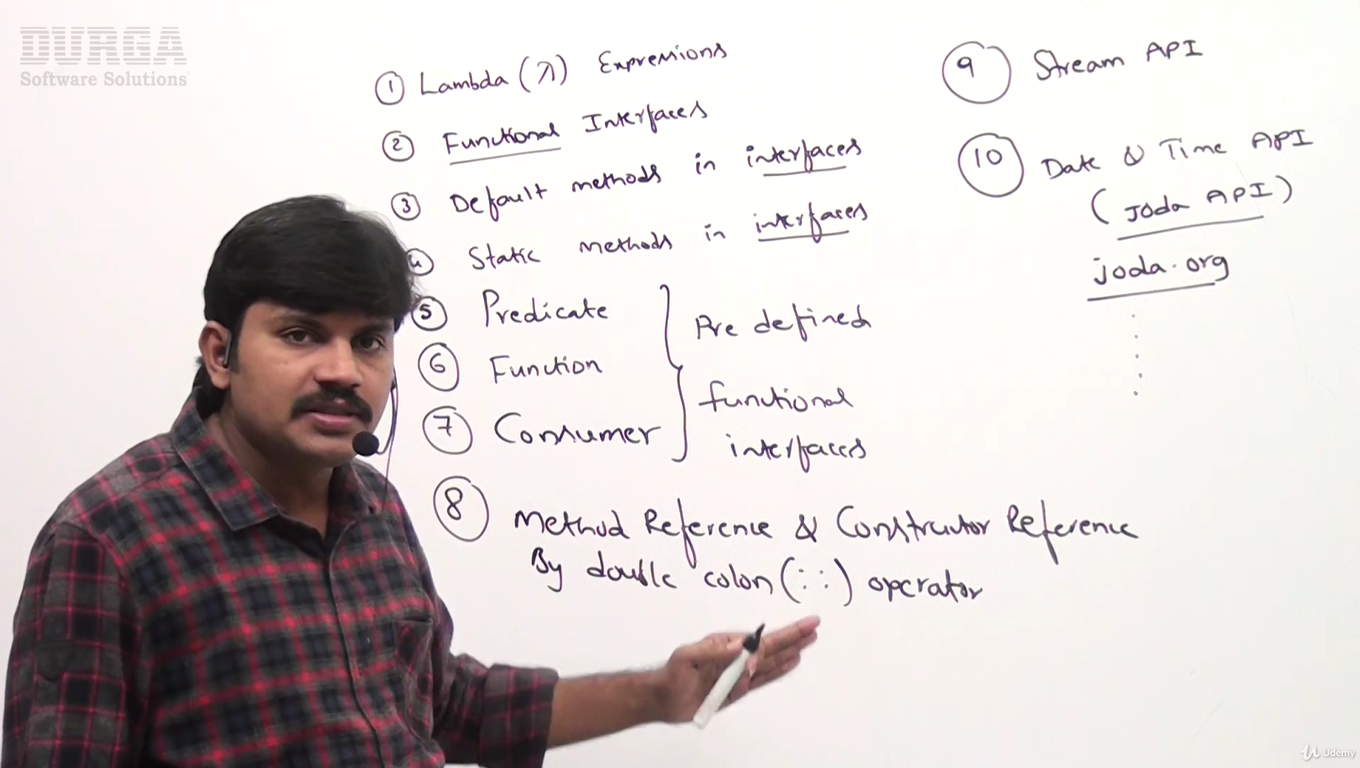 DURGA
Software Solutions
① Lambda (λ) Expressions
② Functional Interfaces
③ Default methods in interfaces
④ Static methods in interfaces
⑤ Predicate
⑥ Function
⑦ Consumer
Pre defined
functional
interfaces
⑧ Method Reference & Constructor Reference
By double colon (::) operator
⑨ Stream API
⑩ Date & Time API
(Joda API)
joda.org
Udemy